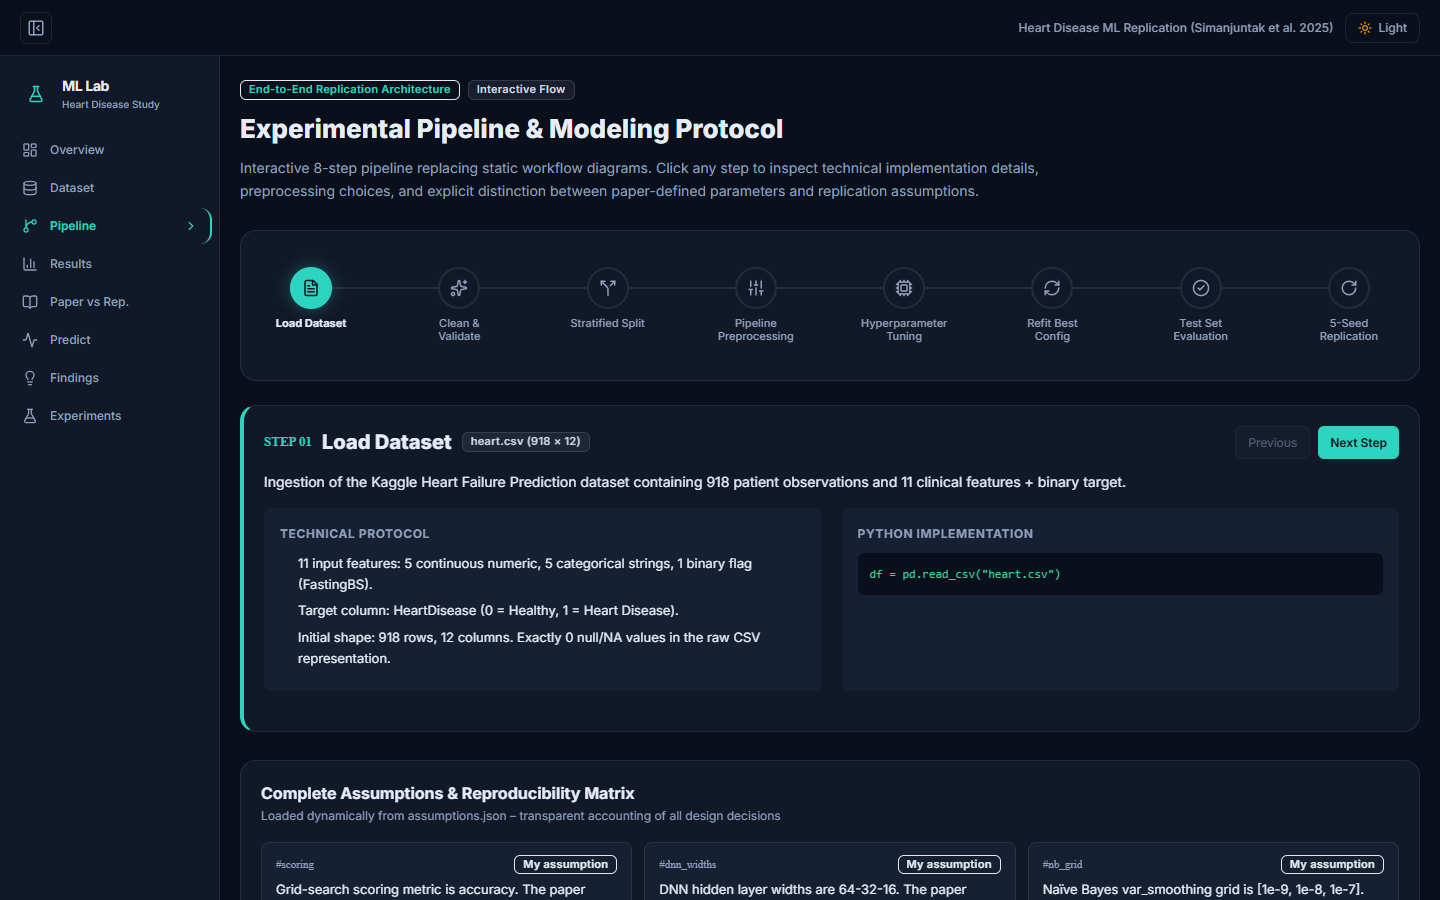 Heart Disease ML Replication (Simanjuntak et al. 2025)
Light
ML Lab
Heart Disease Study
Overview
Dataset
Pipeline
Results
Paper vs Rep.
Predict
Findings
Experiments
End-to-End Replication Architecture
Interactive Flow
Experimental Pipeline & Modeling Protocol
Interactive 8-step pipeline replacing static workflow diagrams. Click any step to inspect technical implementation details,
preprocessing choices, and explicit distinction between paper-defined parameters and replication assumptions.
Load Dataset
Clean &
Validate
Stratified Split
Pipeline
Preprocessing
Hyperparameter
Tuning
Refit Best
Config
Test Set
Evaluation
5-Seed
Replication
STEP 01 Load Dataset heart.csv (918 × 12)
Previous
Next Step
Ingestion of the Kaggle Heart Failure Prediction dataset containing 918 patient observations and 11 clinical features + binary target.
TECHNICAL PROTOCOL
11 input features: 5 continuous numeric, 5 categorical strings, 1 binary flag
(FastingBS).
Target column: HeartDisease (0 = Healthy, 1 = Heart Disease).
Initial shape: 918 rows, 12 columns. Exactly 0 null/NA values in the raw CSV
representation.
PYTHON IMPLEMENTATION
df = pd.read_csv("heart.csv")
Complete Assumptions & Reproducibility Matrix
Loaded dynamically from assumptions.json – transparent accounting of all design decisions
#scoring
My assumption
Grid-search scoring metric is accuracy. The paper
#dnn_widths
My assumption
DNN hidden layer widths are 64-32-16. The paper
#nb_grid
My assumption
Naïve Bayes var_smoothing grid is [1e-9, 1e-8, 1e-7].